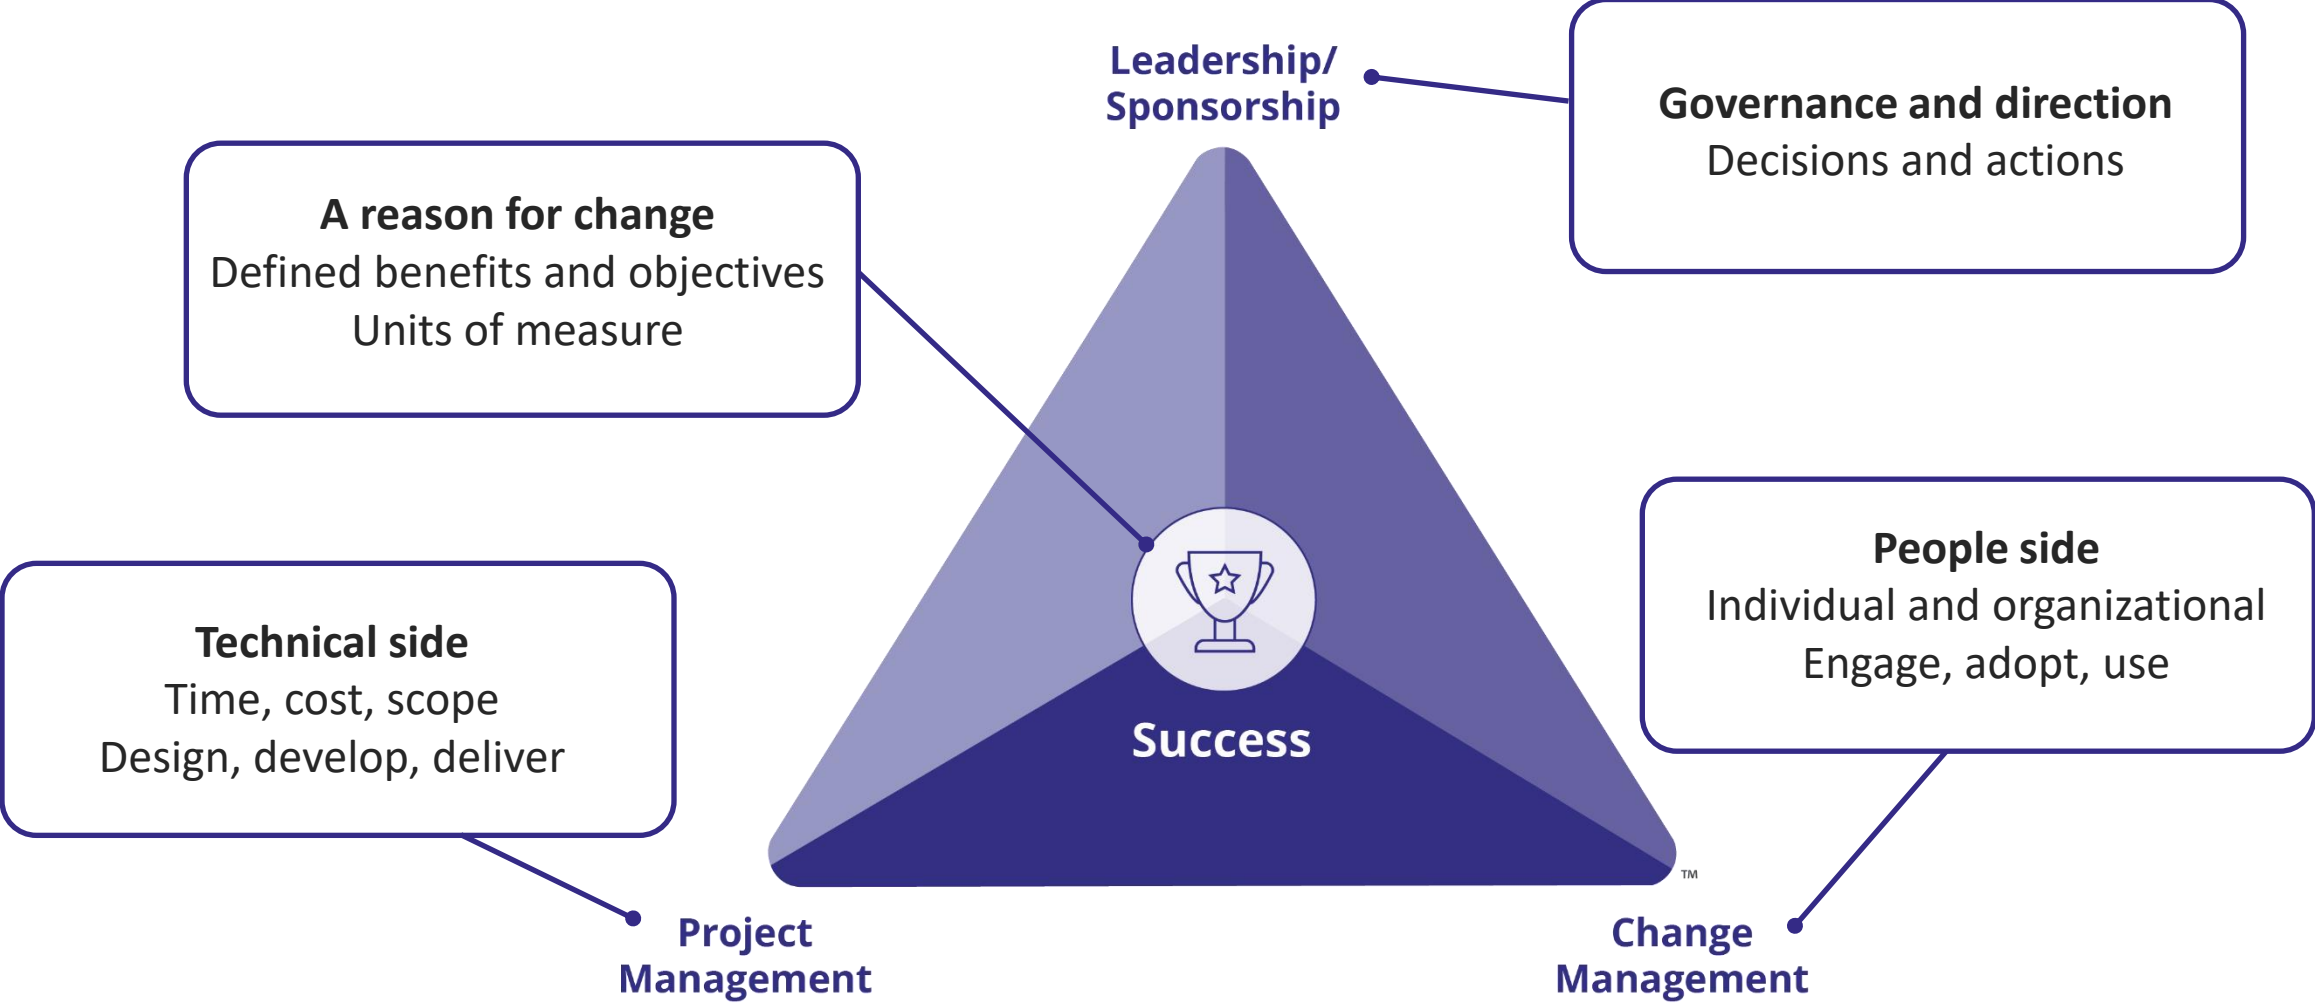 Leadership/
Sponsorship
Governance and direction
Decisions and actions
A reason for change
Defined benefits and objectives
Units of measure
People side
Individual and organizational
Engage, adopt, use
Technical side
Time, cost, scope
Design, develop, deliver
Success
TM
Project
Management
Change
Management